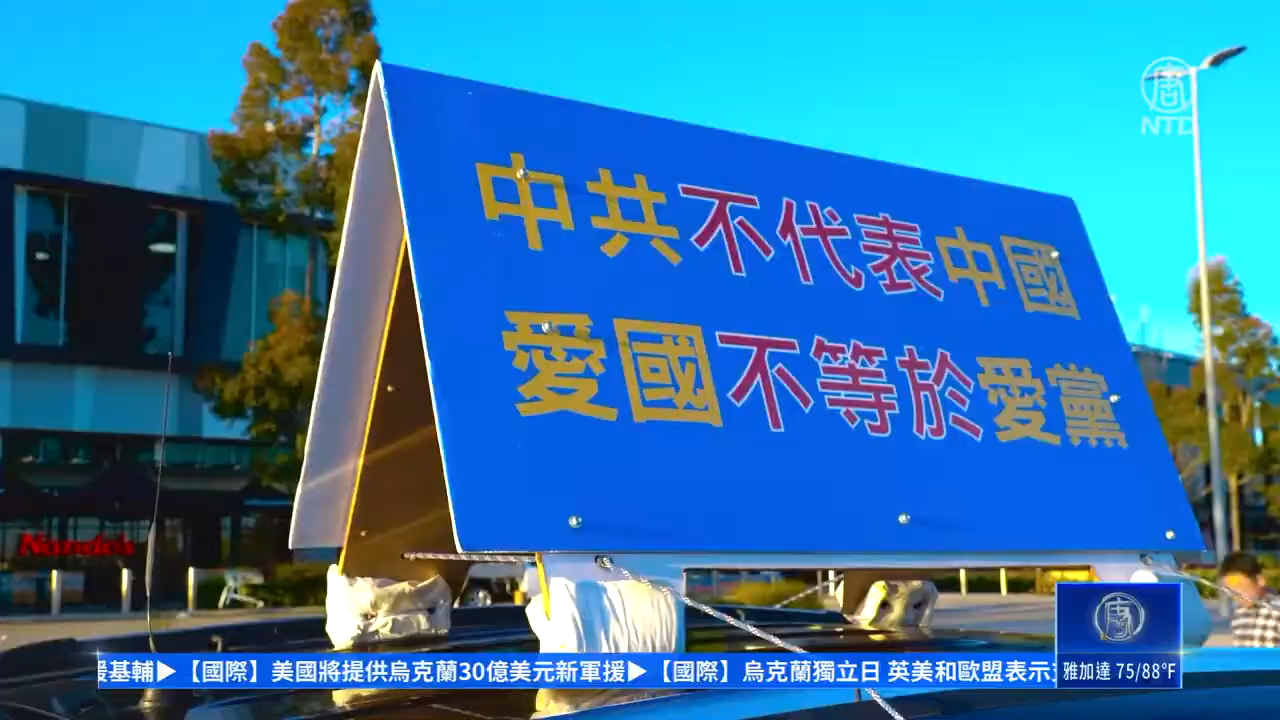 中共不代表中國
愛國不等於愛黨
NTD
Nando's
援基輔▶ 【國際】美國將提供烏克蘭30億美元新軍援▶ 【國際】烏克蘭獨立日 英美和歐盟表示
雅加達 75/88°F